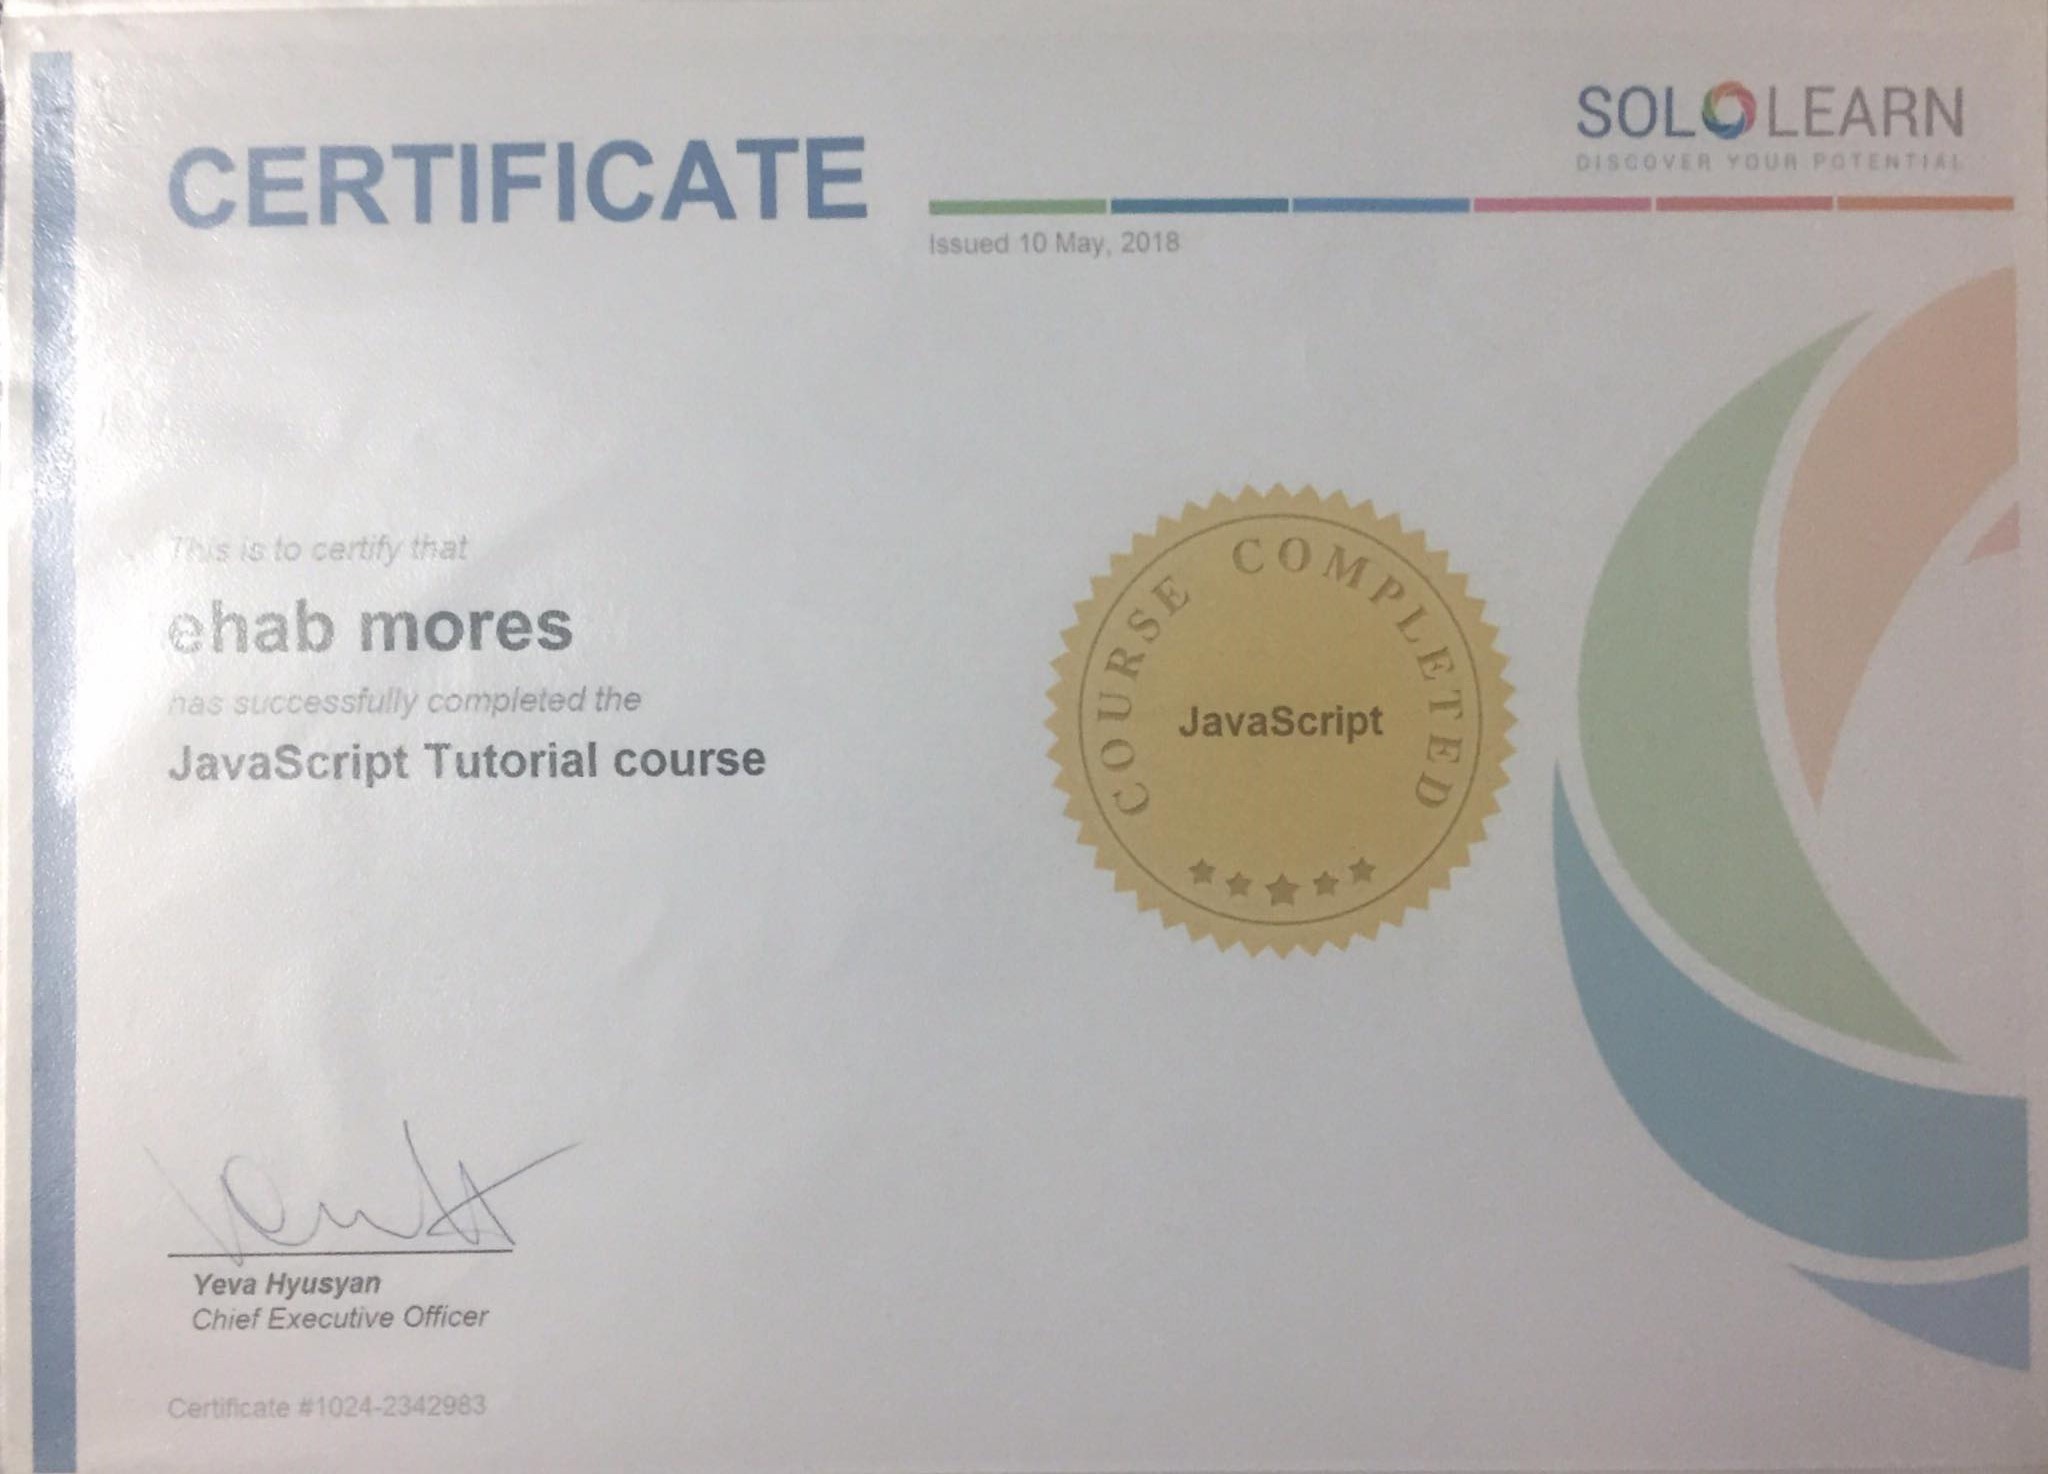 SOLOLEARN
DISCOVER YOUR POTENTIAL
CERTIFICATE
Issued 10 May, 2018
This is to certify that
ehab mores
has successfully completed the
JavaScript Tutorial course
COURSE COMPLETED
JavaScript
Yeva Hyusyan
Chief Executive Officer
Certificate #1024-2342983